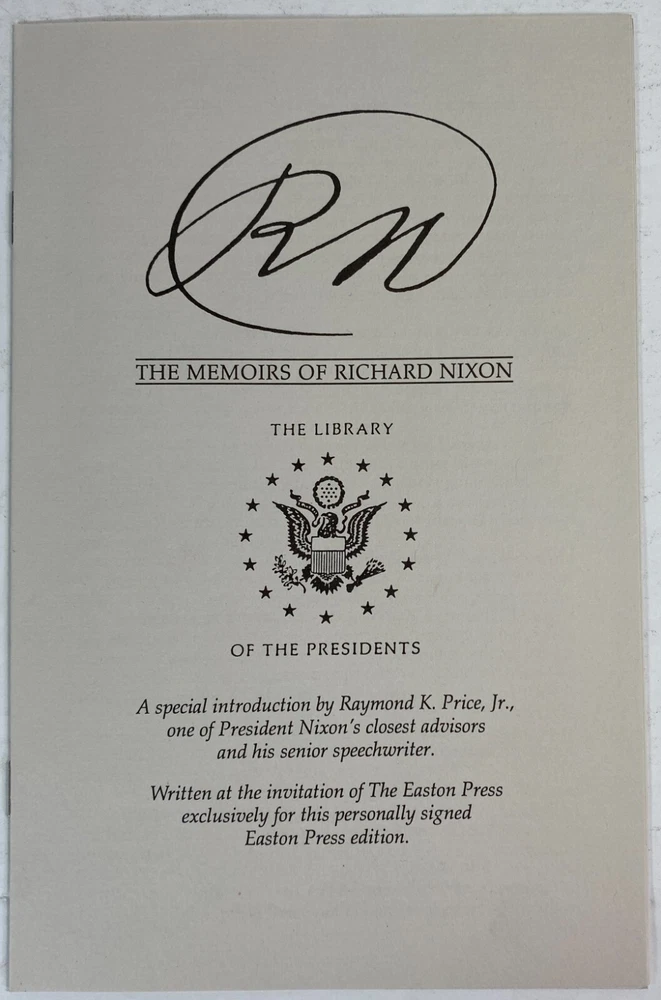 RN
THE MEMOIRS OF RICHARD NIXON
THE LIBRARY
OF THE PRESIDENTS
A special introduction by Raymond K. Price, Jr.,
one of President Nixon's closest advisors
and his senior speechwriter.
Written at the invitation of The Easton Press
exclusively for this personally signed
Easton Press edition.